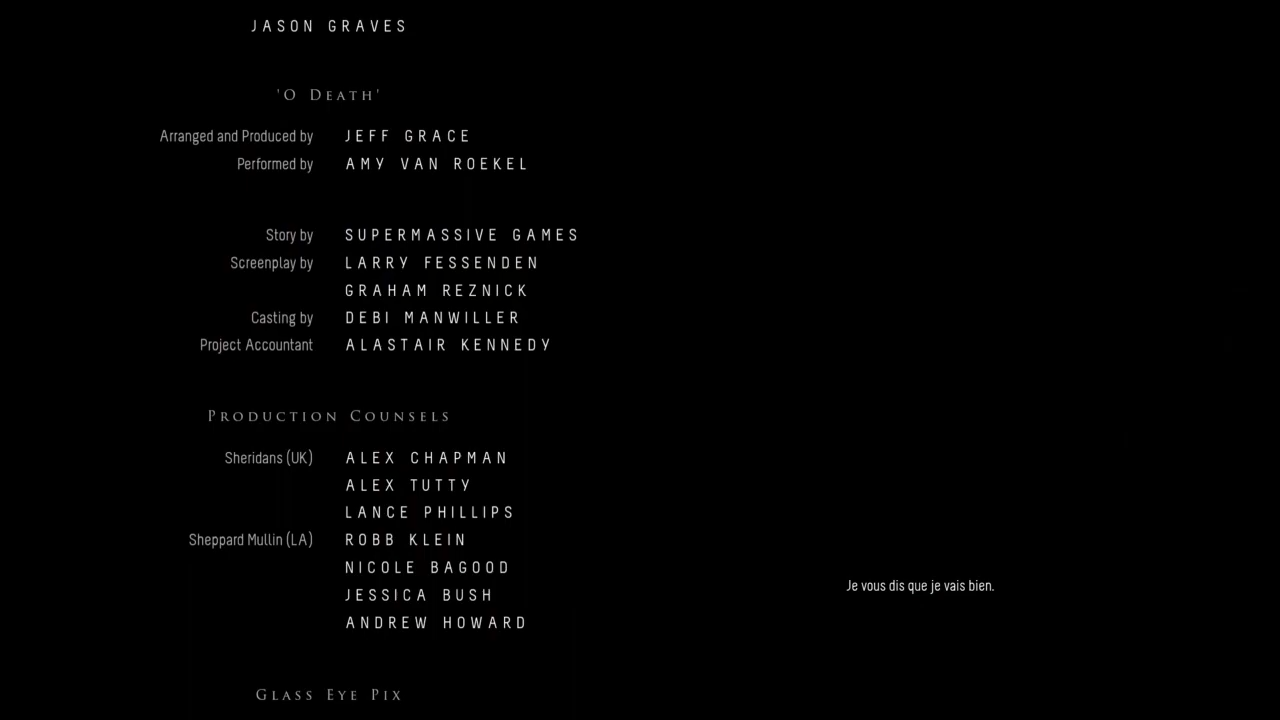 JASON GRAVES
'O DEATH'
Arranged and Produced by JEFF GRACE
Performed by AMY VAN ROEKEL
Story by SUPERMASSIVE GAMES
Screenplay by LARRY FESSENDEN
GRAHAM REZNICK
Casting by DEBI MANWILLER
Project Accountant ALASTAIR KENNEDY
PRODUCTION COUNSELS
Sheridans (UK) ALEX CHAPMAN
ALEX TUTTY
LANCE PHILLIPS
Sheppard Mullin (LA) ROBB KLEIN
NICOLE BAGOOD
JESSICA BUSH
ANDREW HOWARD
GLASS EYE PIX
Je vous dis que je vais bien.